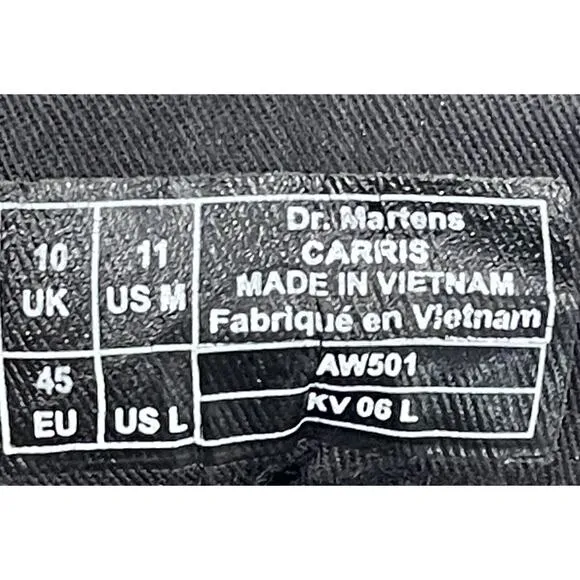 10
UK
11
US M
Dr. Martens
CARRIS
MADE IN VIETNAM
Fabriqué en Vietnam
45
EU
US L
AW501
KV 06 L